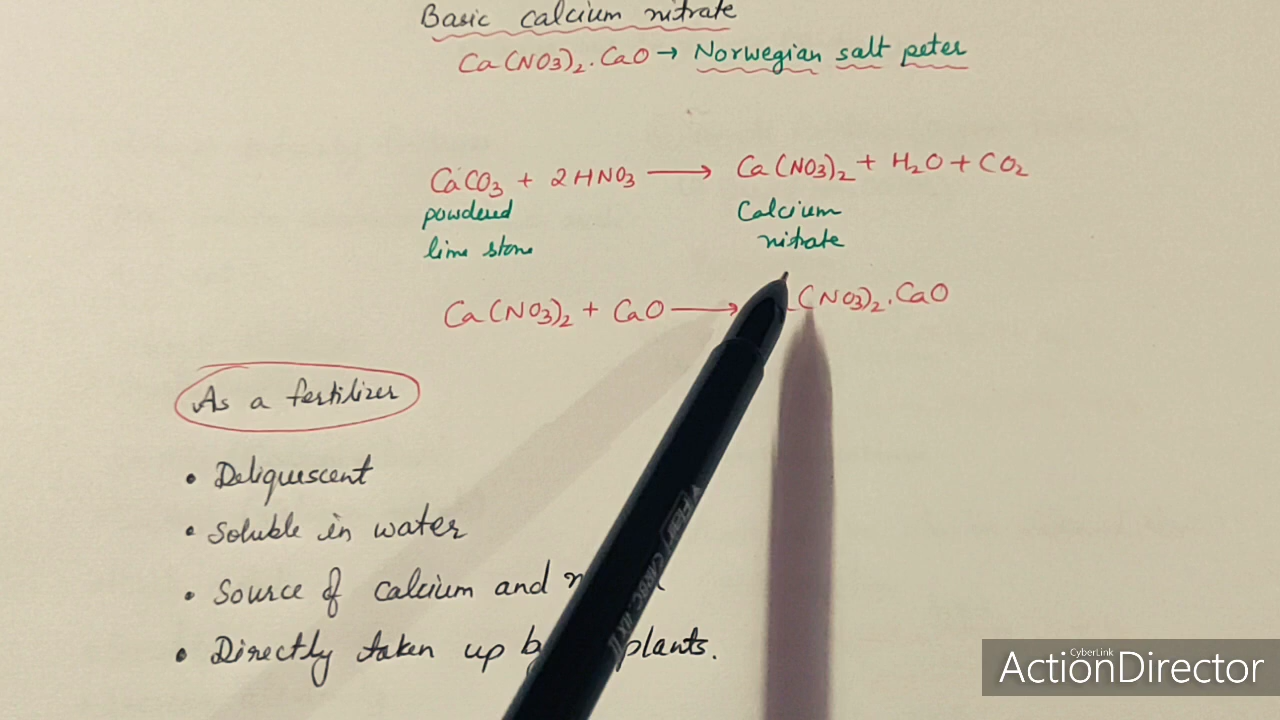 Basic calcium nitrate
Ca(NO3)2.CaO → Norwegian salt peter
CaCO3 + 2HNO3 ⟶ Ca(NO3)2 + H2O + CO2
powdered
lime stone
Calcium
nitrate
Ca(NO3)2 + CaO ⟶ (NO3)2.CaO
As a fertilizer
• Deliquescent
• Soluble in water
• Source of calcium and
• Directly taken up plants.
Flair
CyberLink
ActionDirector